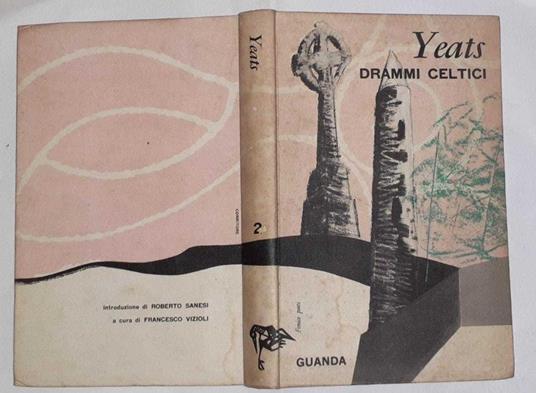 Yeats
DRAMMI CELTICI
GUANDA
Yeats
2
introduzione di ROBERTO SANESI
a cura di FRANCESCO VIZIOLI